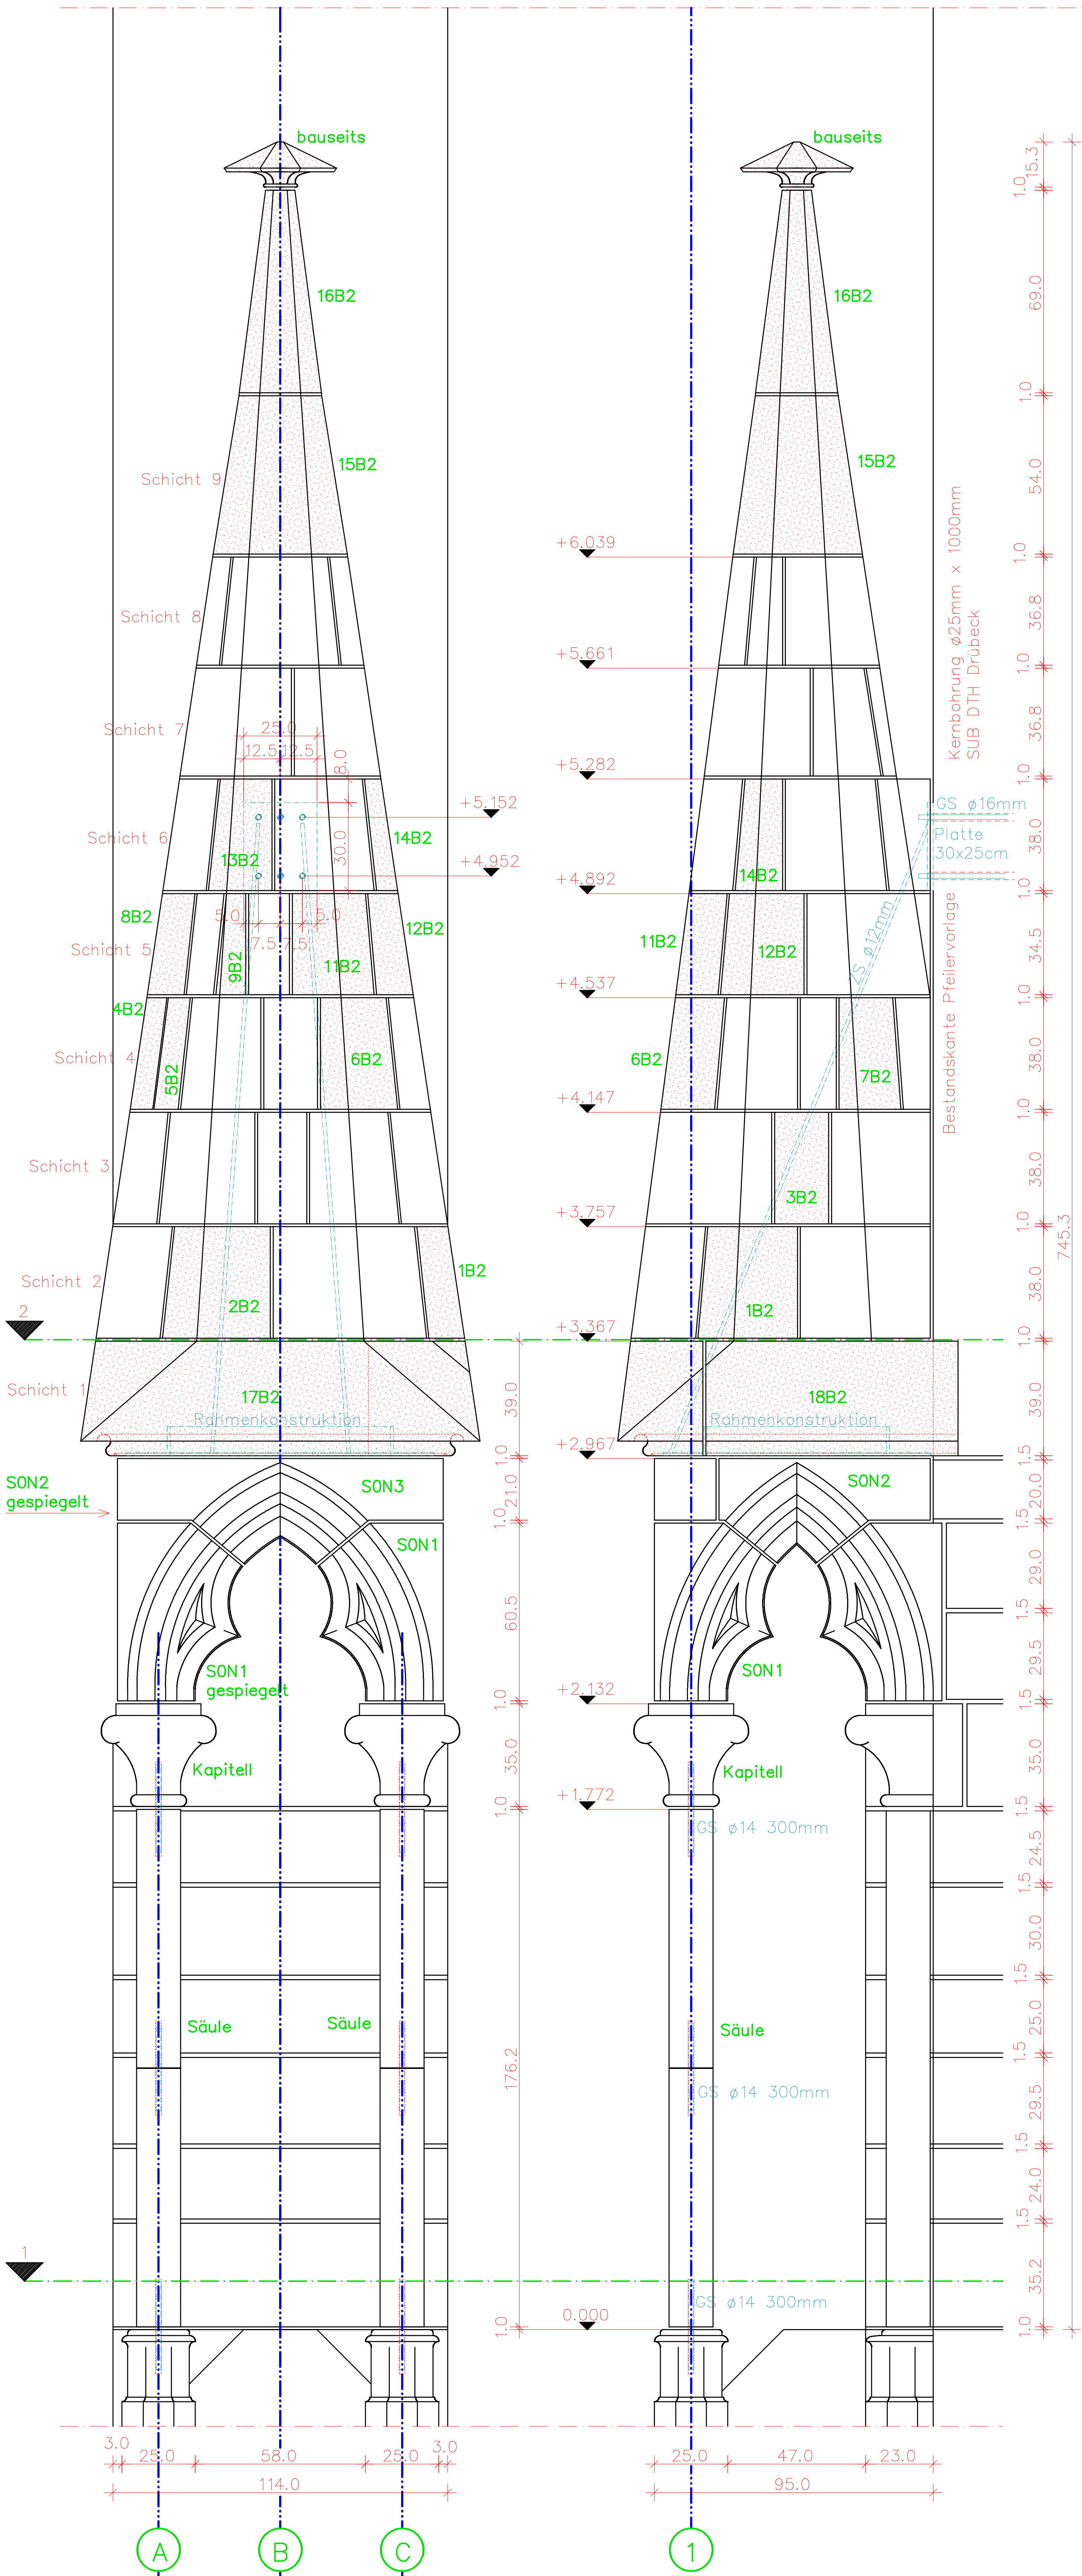 bauseits
bauseits
15.3
1.0
16B2
16B2
69.0
1.0
15B2
15B2
Schicht 9
54.0
Kernbohrung ø25mm x 1000mm
SUB DTH Drübeck
+6.039
1.0
Schicht 8
36.8
+5.661
1.0
Schicht 7
25.0
12.5
12.5
8.0
36.8
+5.282
1.0
+5.152
GS ø16mm
Schicht 6
13B2
30.0
14B2
Platte
30x25cm
38.0
+4.952
14B2
+4.892
1.0
8B2
5.0
5.0
12B2
11B2
GS ø12mm
Bestandskante Pfeilervorlage
Schicht 5
9B2
7.5
7.5
11B2
12B2
34.5
+4.537
1.0
4B2
Schicht 4
5B2
6B2
6B2
7B2
38.0
+4.147
1.0
Schicht 3
3B2
38.0
+3.757
1.0
745.3
Schicht 2
2B2
1B2
1B2
38.0
2
+3.367
1.0
Schicht 1
17B2
18B2
39.0
39.0
Rahmenkonstruktion
Rahmenkonstruktion
+2.967
1.0
1.5
SON2
gespiegelt
SON3
21.0
SON2
20.0
1.0
1.5
SON1
60.5
29.0
1.5
SON1
gespiegelt
SON1
29.5
1.0
+2.132
1.5
Kapitell
35.0
Kapitell
35.0
1.0
+1.772
1.5
GS ø14 300mm
24.5
1.5
30.0
1.5
Säule
Säule
Säule
25.0
1.5
176.2
GS ø14 300mm
29.5
1.5
24.0
1.5
1
35.2
GS ø14 300mm
1.0
0.000
1.0
3.0
25.0
58.0
25.0
3.0
25.0
47.0
23.0
114.0
95.0
A
B
C
1